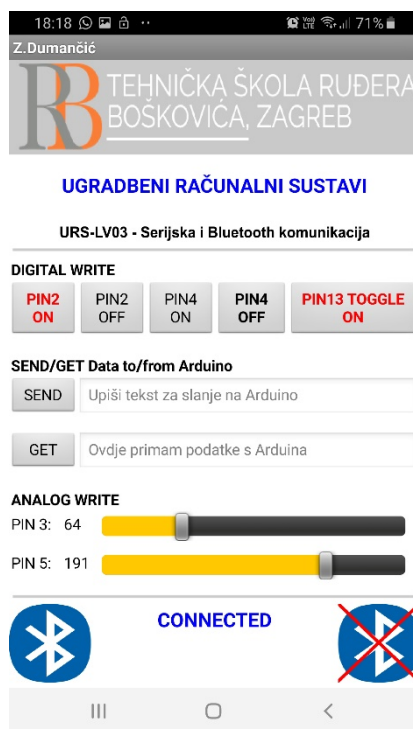 18:18 71%
Z.Dumančić
TEHNIČKA ŠKOLA RUĐERA
BOŠKOVIĆA, ZAGREB
UGRADBENI RAČUNALNI SUSTAVI
URS-LV03 - Serijska i Bluetooth komunikacija
DIGITAL WRITE
PIN2 ON PIN2 OFF PIN4 ON PIN4 OFF PIN13 TOGGLE ON
SEND/GET Data to/from Arduino
SEND Upiši tekst za slanje na Arduino
GET Ovdje primam podatke s Arduina
ANALOG WRITE
PIN 3: 64
PIN 5: 191
CONNECTED